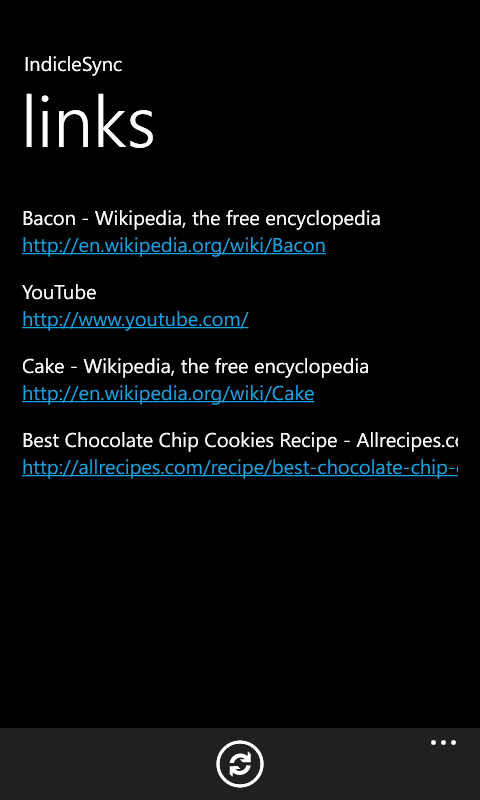 IndicleSync
links
Bacon - Wikipedia, the free encyclopedia
http://en.wikipedia.org/wiki/Bacon
YouTube
http://www.youtube.com/
Cake - Wikipedia, the free encyclopedia
http://en.wikipedia.org/wiki/Cake
Best Chocolate Chip Cookies Recipe - Allrecipes.co
http://allrecipes.com/recipe/best-chocolate-chip-